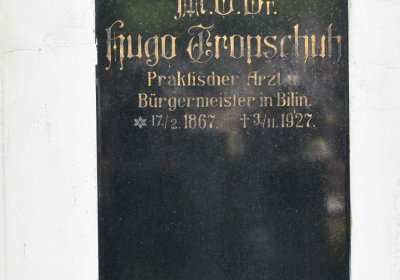 M.U.Dr.
Hugo Tropschuh
Praktischer Arzt u.
Bürgermeister in Bilin.
✡ 17./2. 1867. ✝ 3/11. 1927.